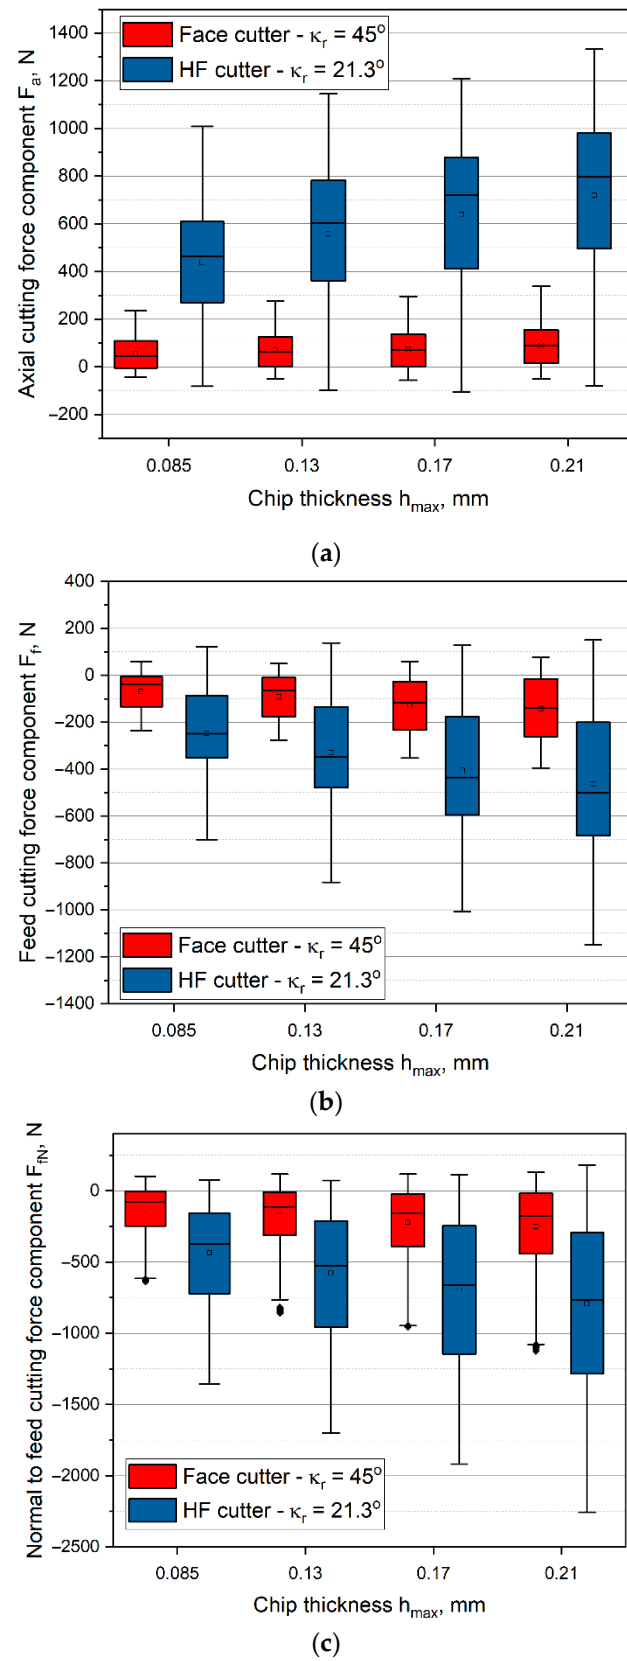 Face cutter - κr = 45°
HF cutter - κr = 21.3°
Axial cutting force component Fa, N
1400
1200
1000
800
600
400
200
0
−200
0.085 0.13 0.17 0.21
Chip thickness hmax, mm
(a)
Feed cutting force component Ff, N
400
200
0
−200
−400
−600
−800
−1000
−1200
−1400
Face cutter - κr = 45°
HF cutter - κr = 21.3°
0.085 0.13 0.17 0.21
Chip thickness hmax, mm
(b)
Normal to feed cutting force component FfN, N
0
−500
−1000
−1500
−2000
−2500
Face cutter - κr = 45°
HF cutter - κr = 21.3°
0.085 0.13 0.17 0.21
Chip thickness hmax, mm
(c)